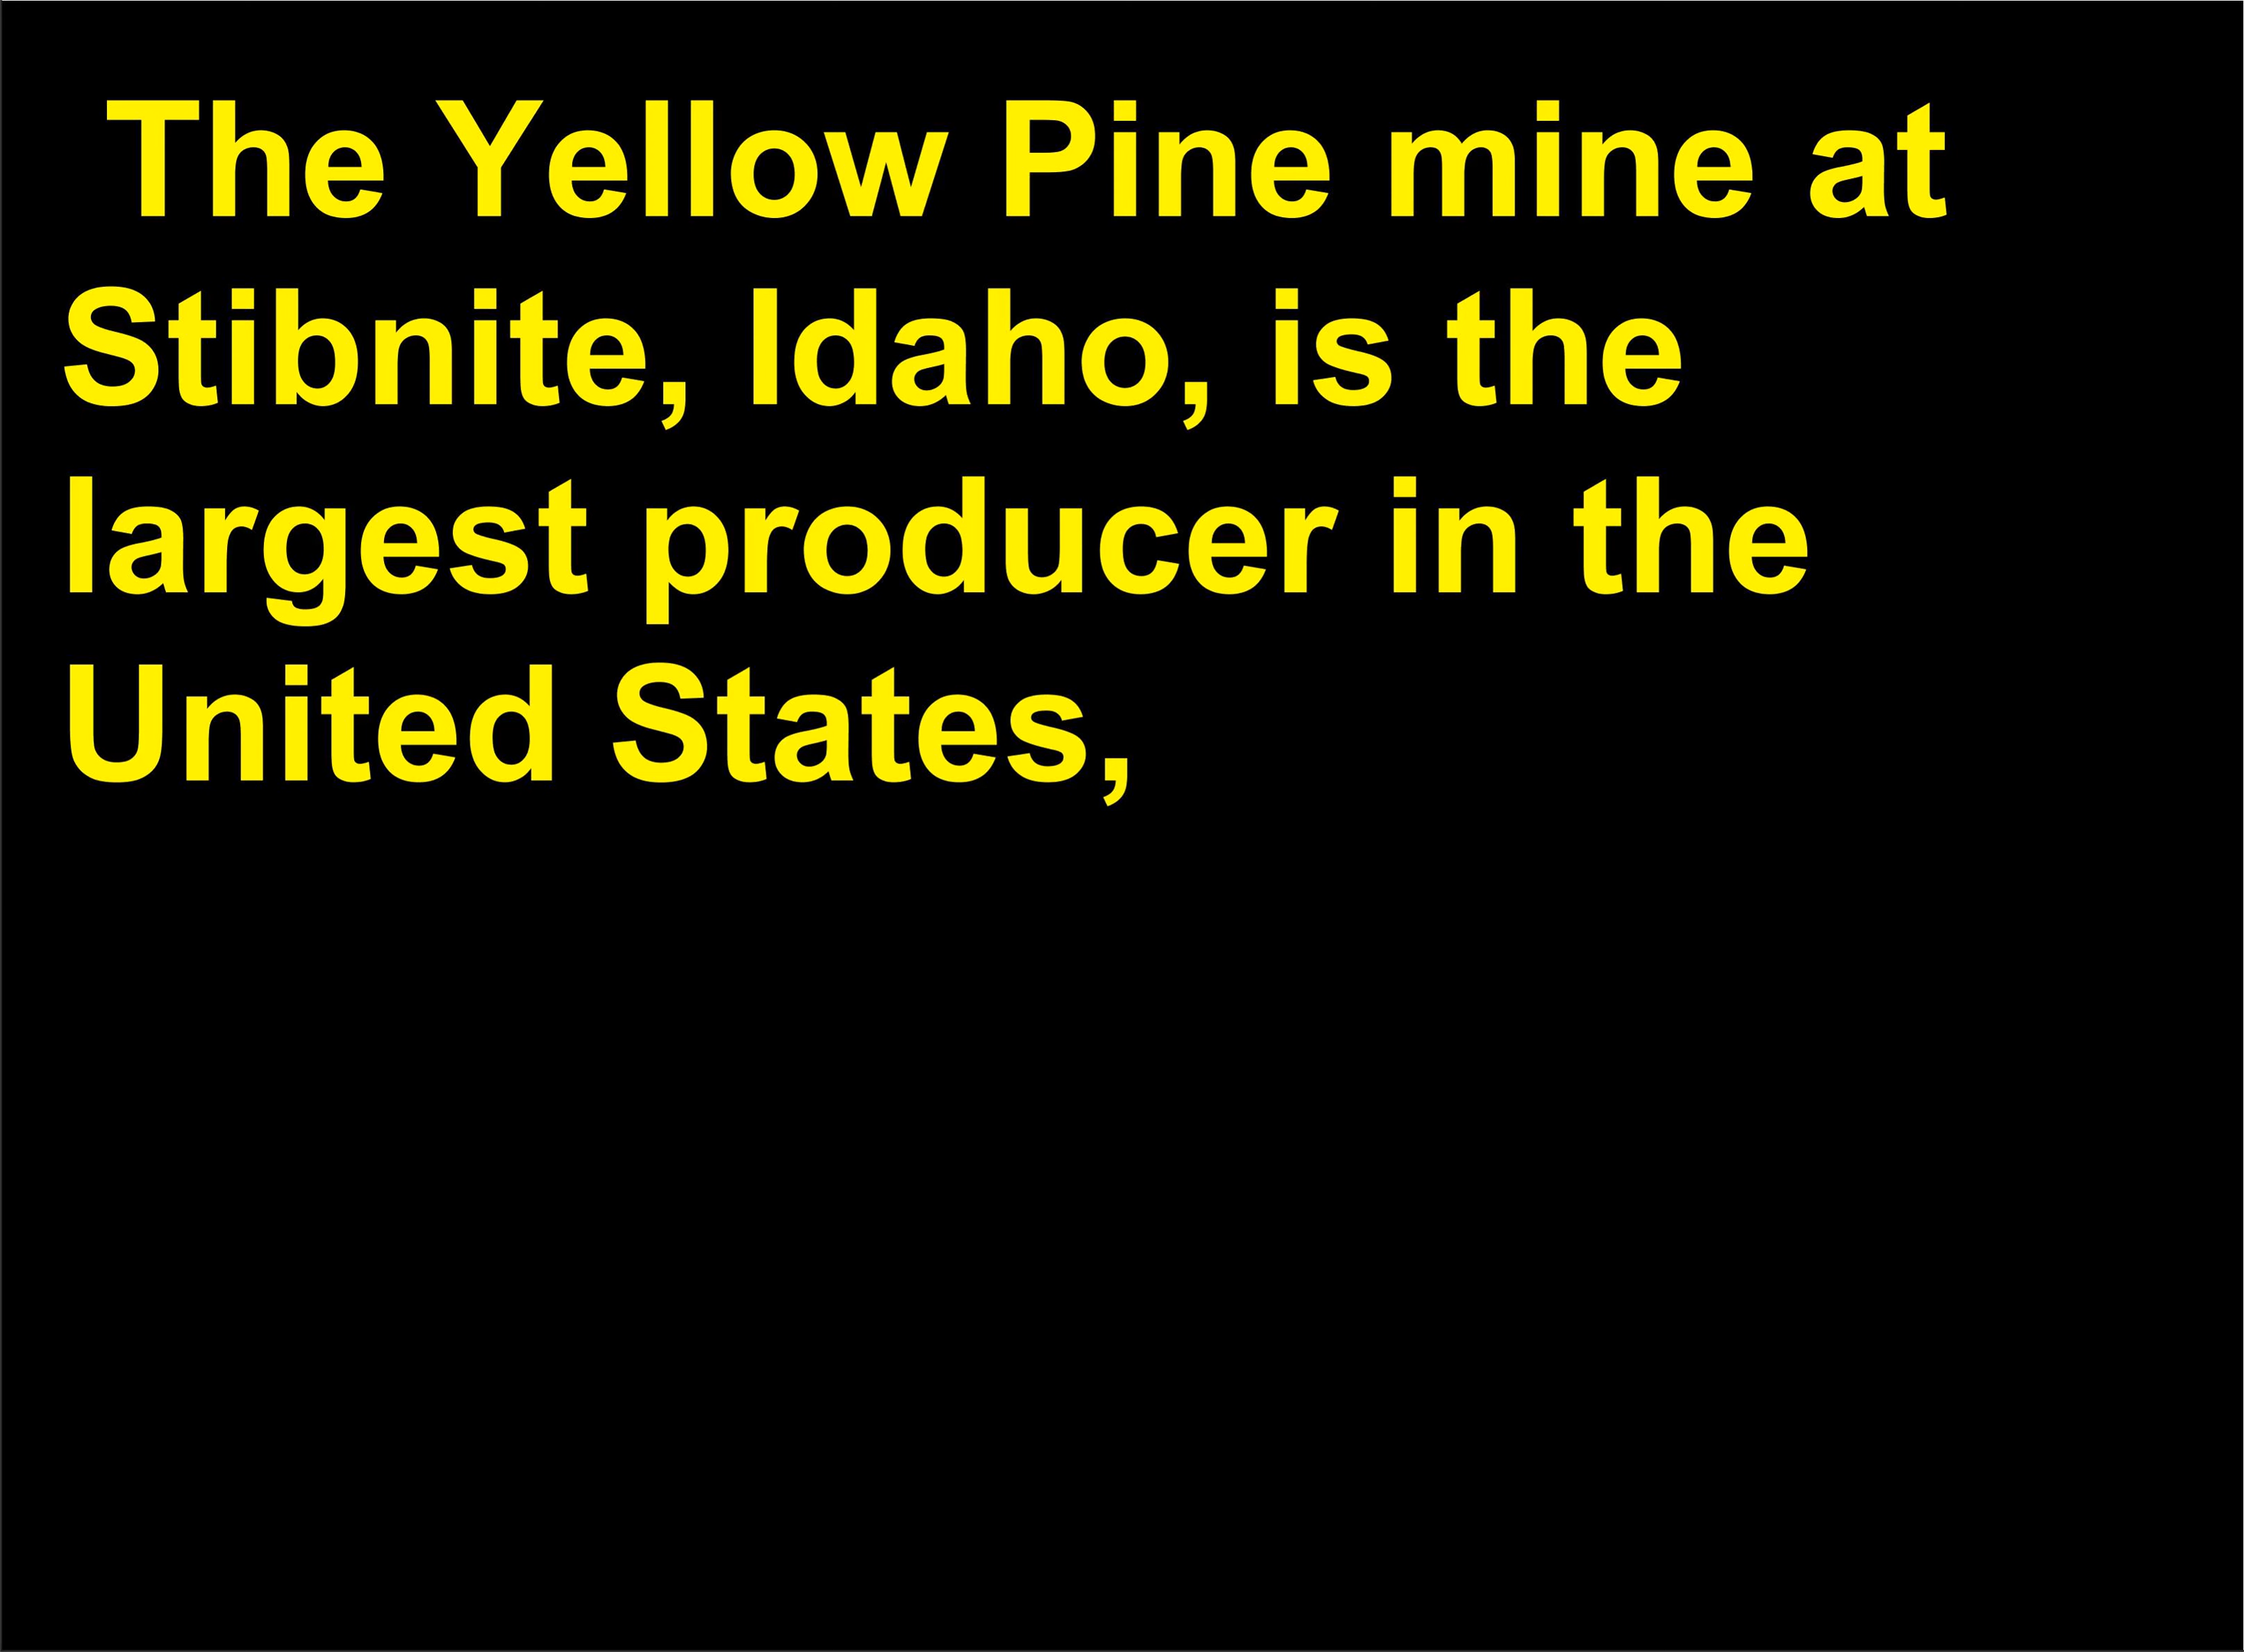 The Yellow Pine mine at
Stibnite, Idaho, is the
largest producer in the
United States,